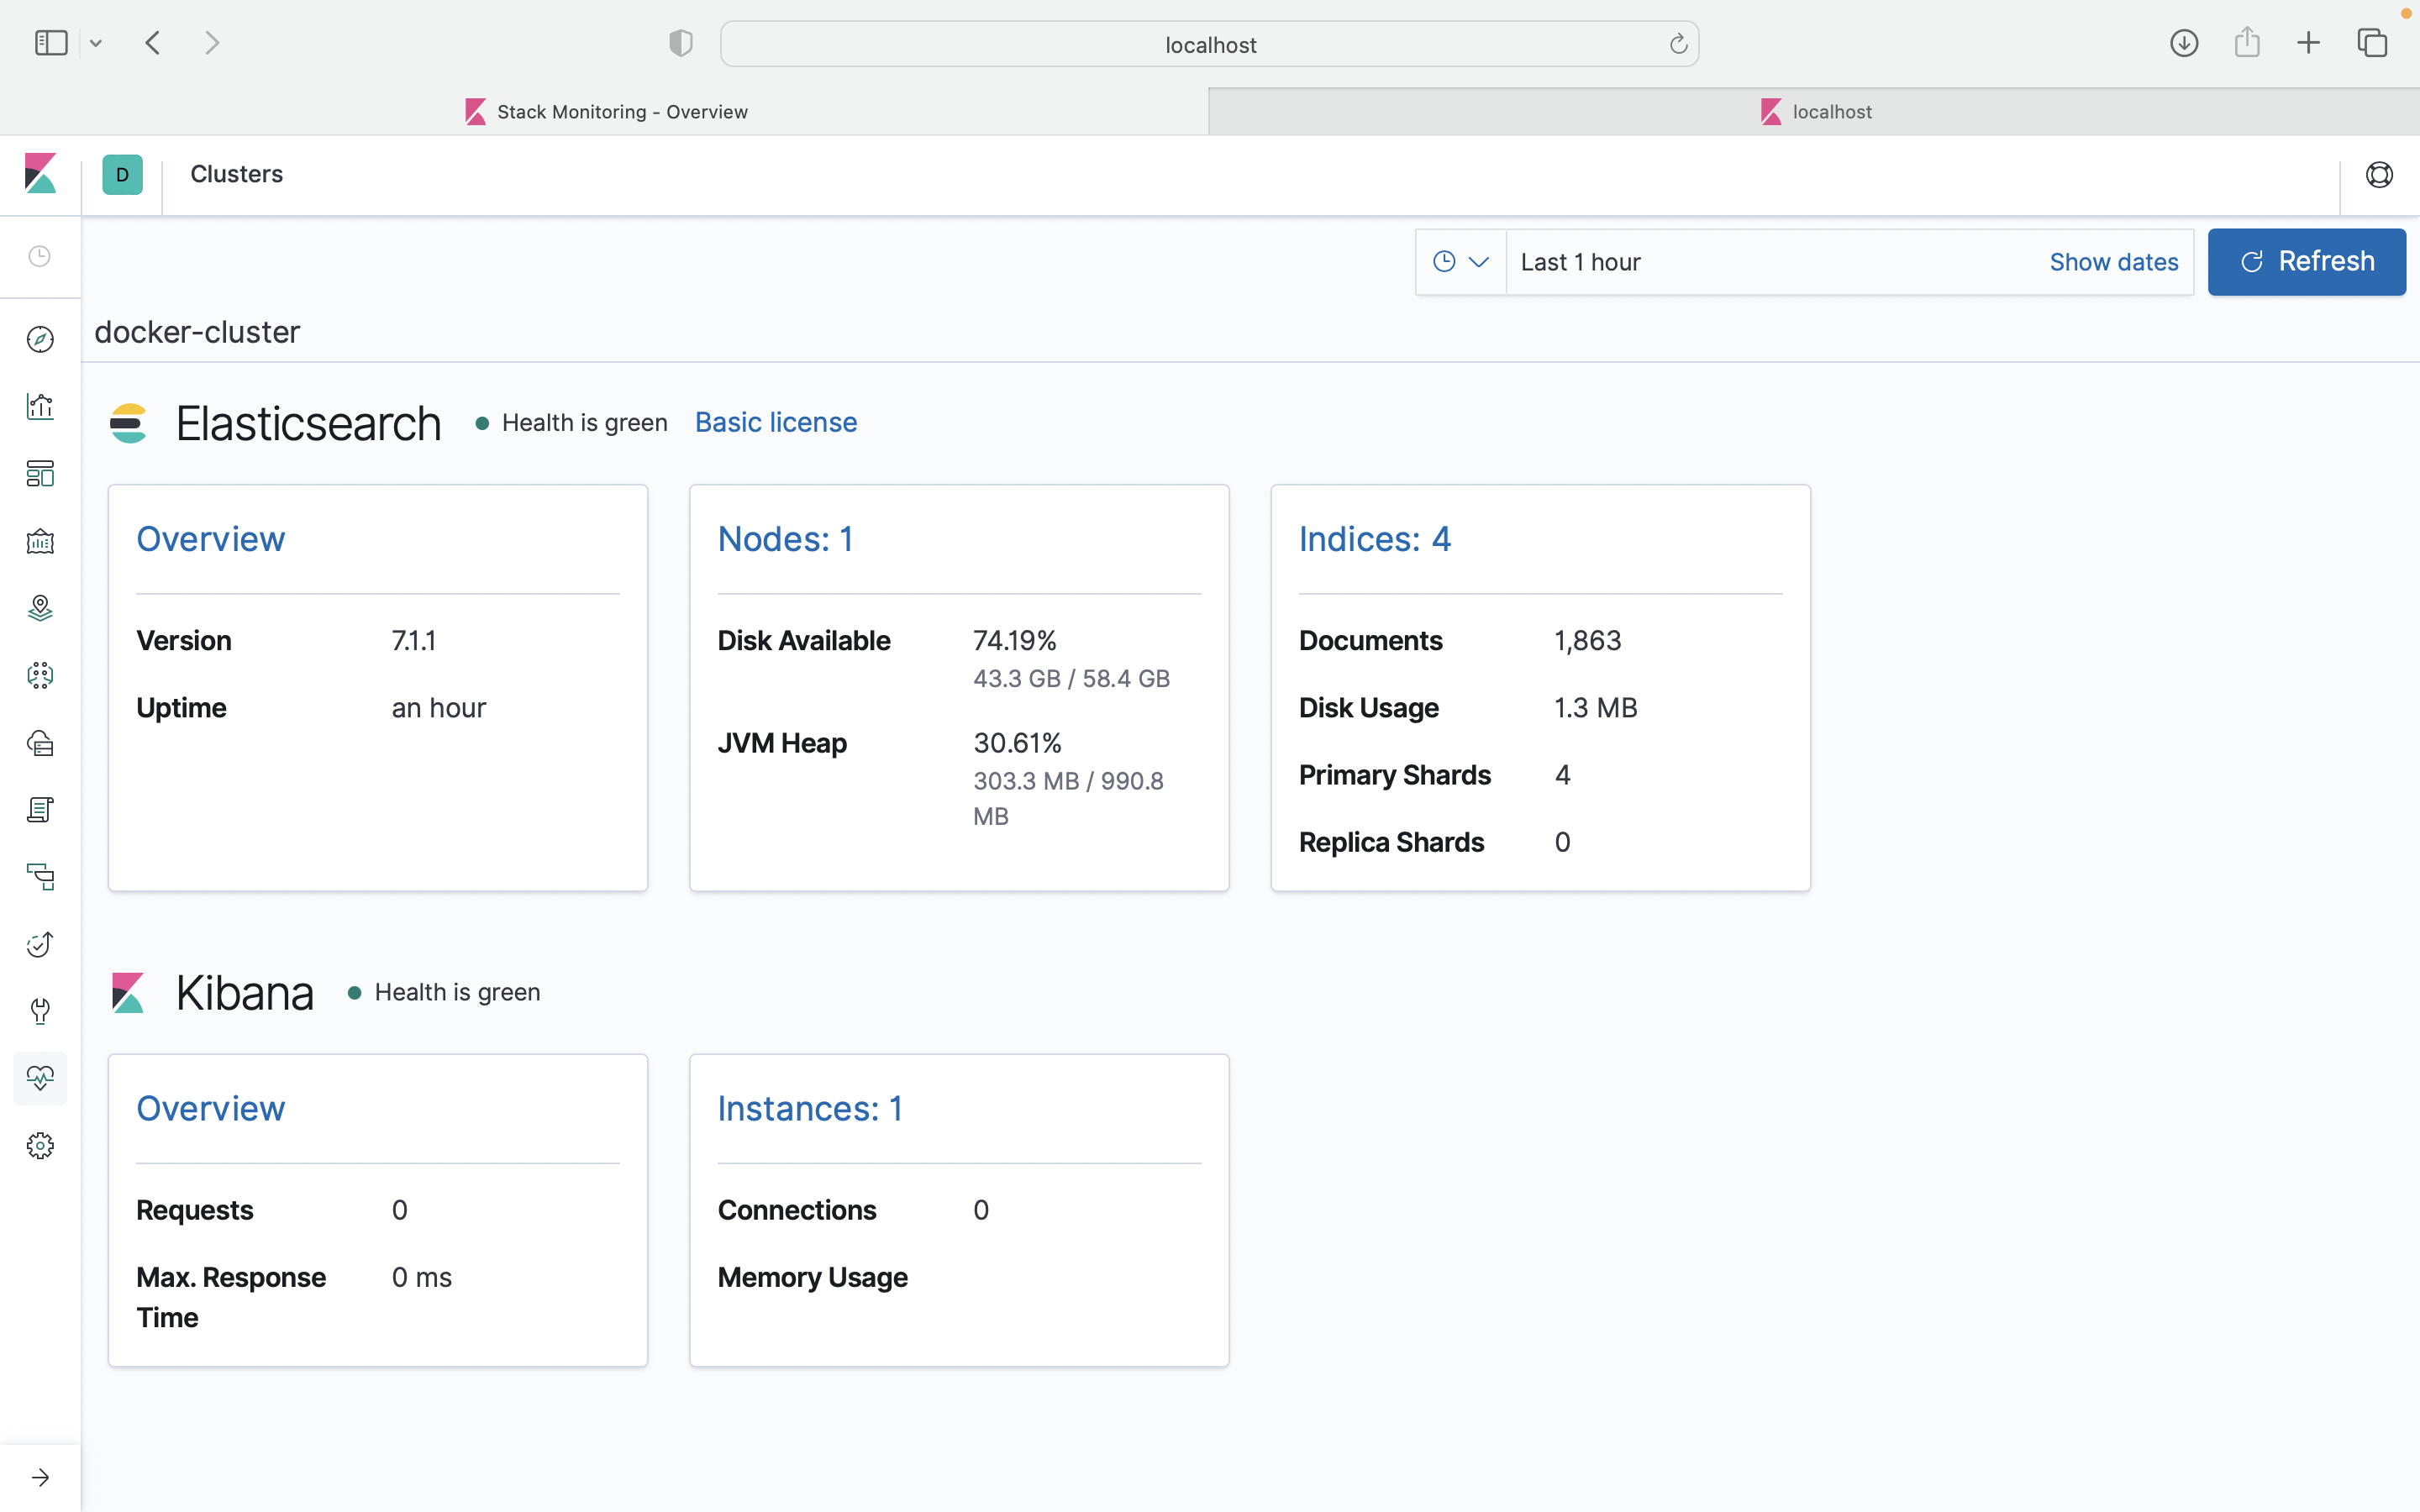 localhost
Stack Monitoring - Overview
localhost
D
Clusters
Last 1 hour
Show dates
Refresh
docker-cluster
Elasticsearch
Health is green
Basic license
Overview
Version 7.1.1
Uptime an hour
Nodes: 1
Disk Available 74.19%
43.3 GB / 58.4 GB
JVM Heap 30.61%
303.3 MB / 990.8
MB
Indices: 4
Documents 1,863
Disk Usage 1.3 MB
Primary Shards 4
Replica Shards 0
Kibana
Health is green
Overview
Requests 0
Max. Response 0 ms
Time
Instances: 1
Connections 0
Memory Usage